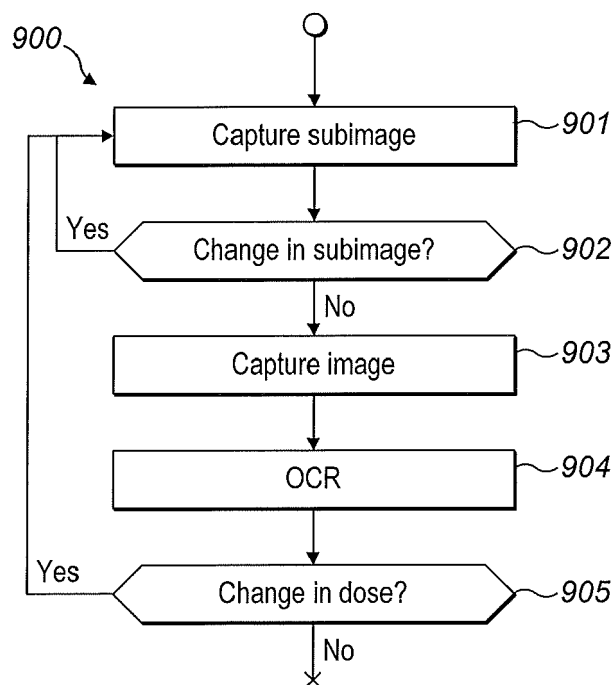 900
Capture subimage
901
Yes
Change in subimage?
902
No
Capture image
903
OCR
904
Yes
Change in dose?
905
No